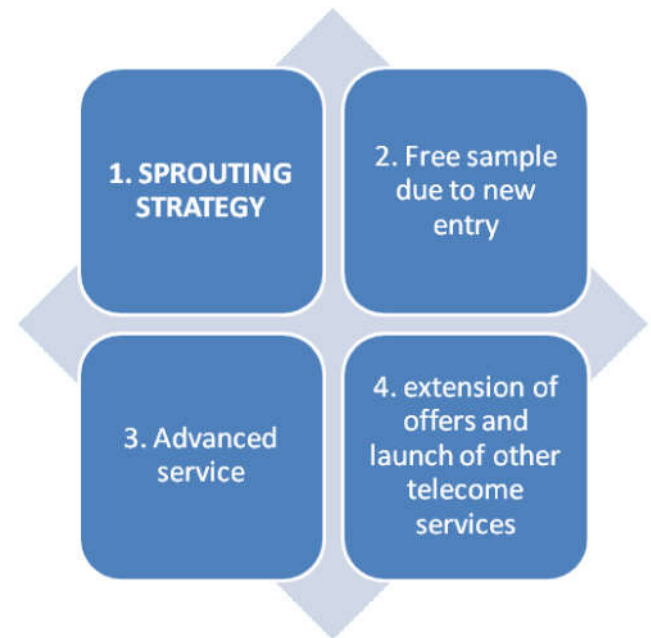 1. SPROUTING
STRATEGY
2. Free sample
due to new
entry
3. Advanced
service
4. extension of
offers and
launch of other
telecome
services